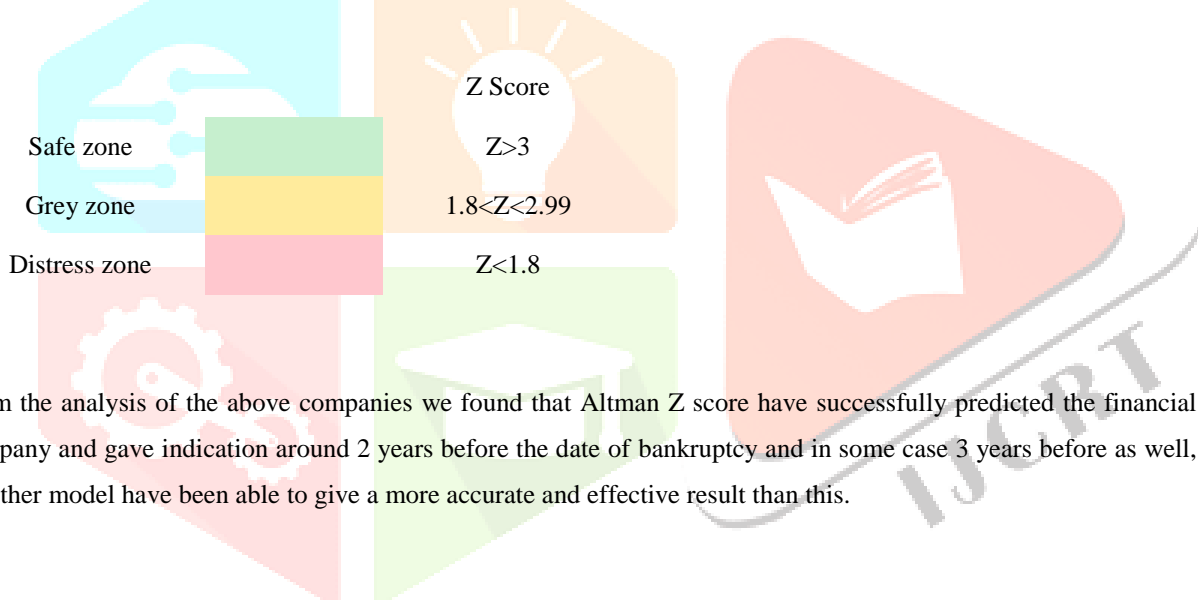 Z Score
Safe zone Z>3
Grey zone 1.8<Z<2.99
Distress zone Z<1.8
m the analysis of the above companies we found that Altman Z score have successfully predicted the financial
pany and gave indication around 2 years before the date of bankruptcy and in some case 3 years before as well,
ther model have been able to give a more accurate and effective result than this.
IJCRT